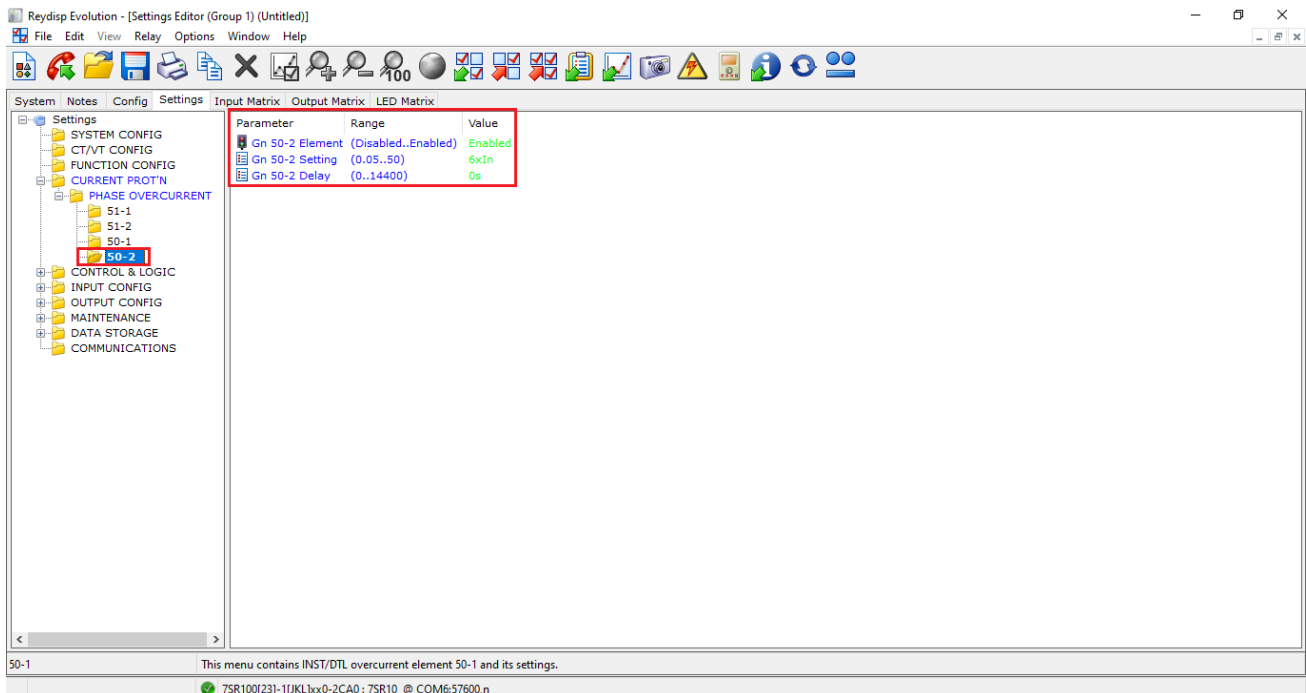 Reydisp Evolution - [Settings Editor (Group 1) (Untitled)]
File Edit View Relay Options Window Help
100
System Notes Config Settings Input Matrix Output Matrix LED Matrix
Settings
SYSTEM CONFIG
CT/VT CONFIG
FUNCTION CONFIG
CURRENT PROT'N
PHASE OVERCURRENT
51-1
51-2
50-1
50-2
CONTROL & LOGIC
INPUT CONFIG
OUTPUT CONFIG
MAINTENANCE
DATA STORAGE
COMMUNICATIONS
Parameter Range Value
Gn 50-2 Element (Disabled..Enabled) Enabled
Gn 50-2 Setting (0.05..50) 6xIn
Gn 50-2 Delay (0..14400) 0s
50-1 This menu contains INST/DTL overcurrent element 50-1 and its settings.
7SR100[23]-1[JKL]xx0-2CA0 : 7SR10 @ COM6:57600,n